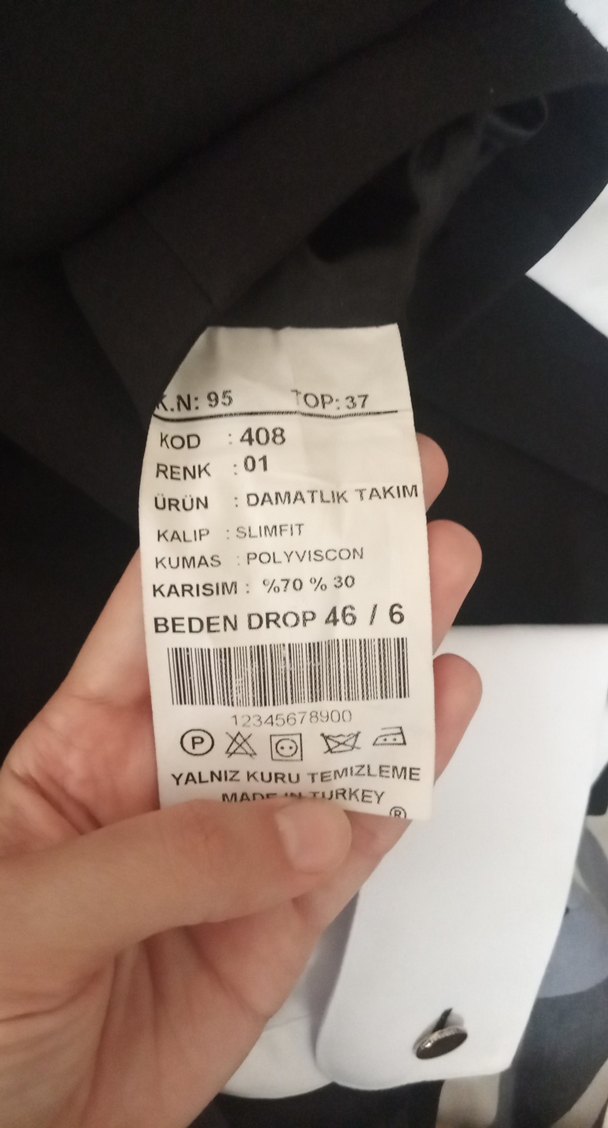 K.N: 95 TOP: 37
KOD : 408
RENK : 01
ÜRÜN : DAMATLIK TAKIM
KALIP : SLIMFIT
KUMAS : POLYVISCON
KARISIM : %70 % 30
BEDEN DROP 46 / 6
12345678900
P
YALNIZ KURU TEMIZLEME
MADE IN TURKEY
®